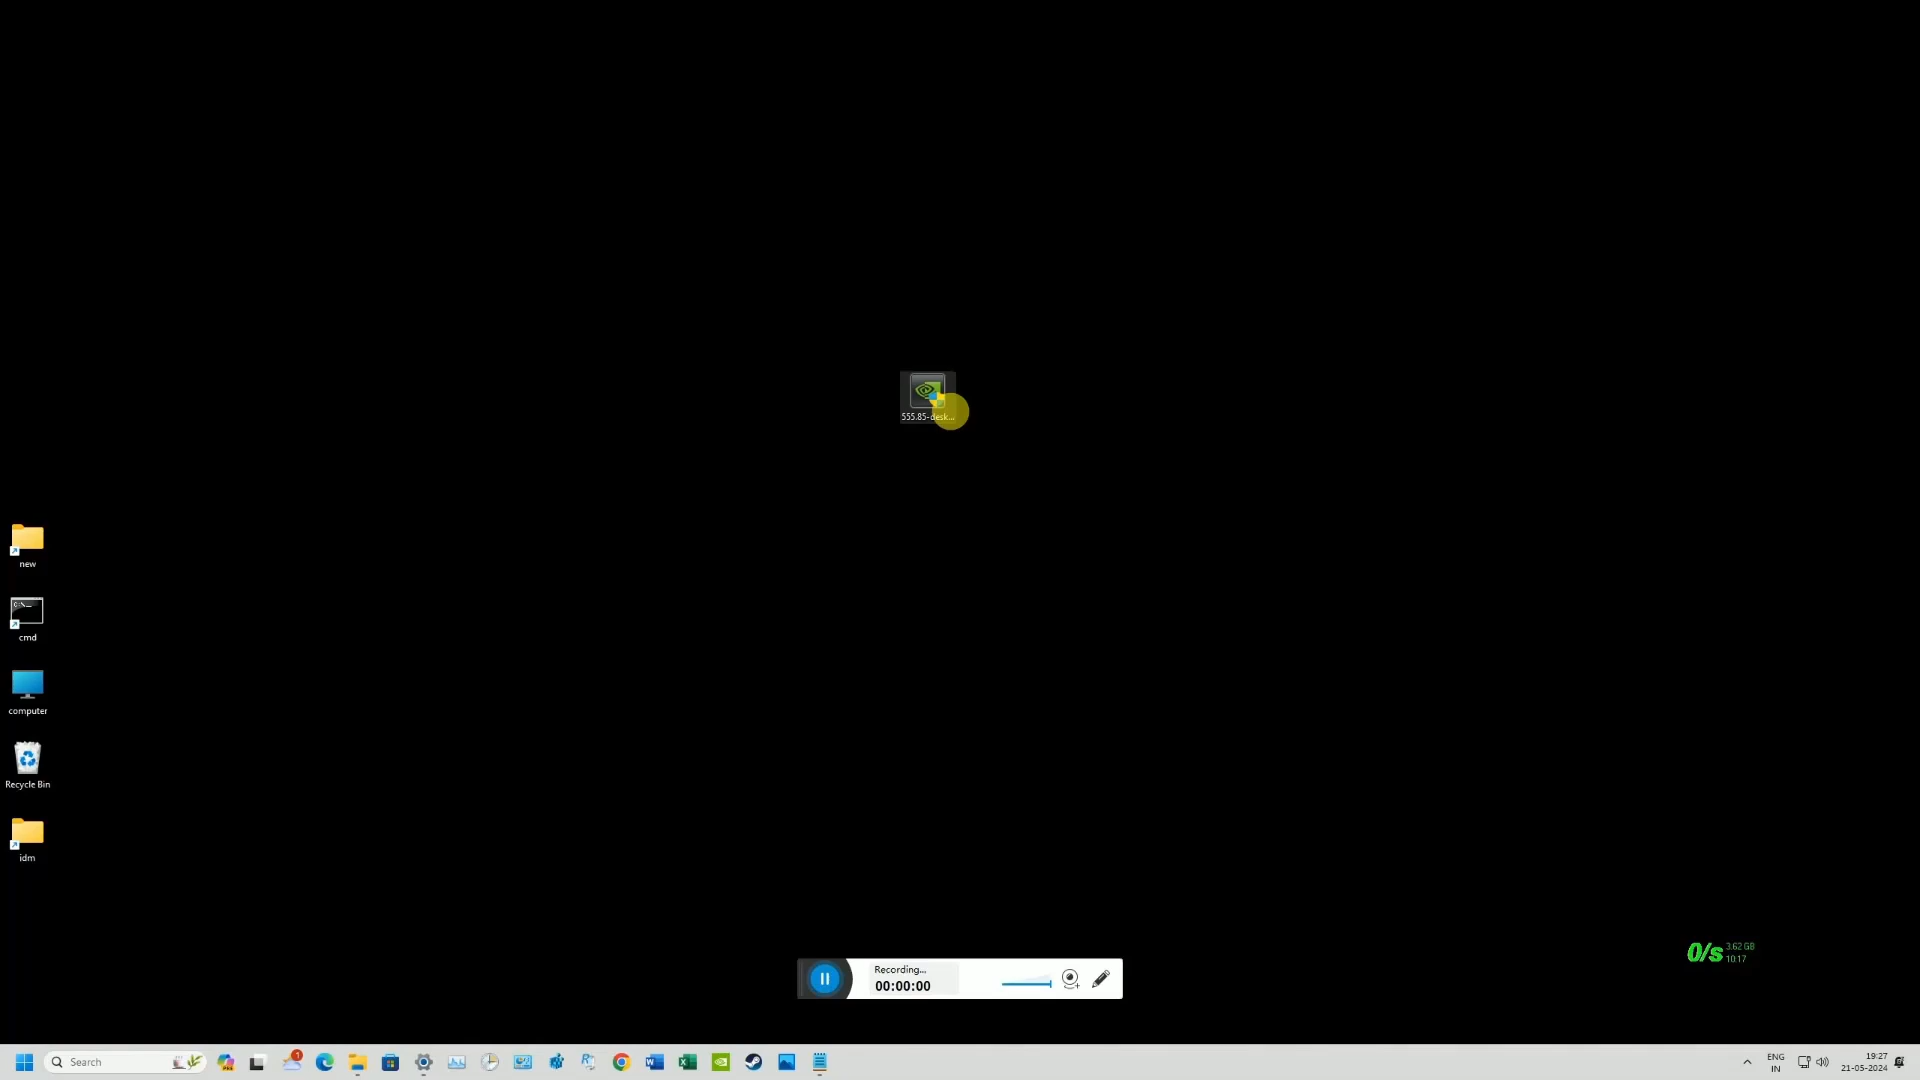 555.85-desk...
new
cmd
computer
Recycle Bin
idm
0/s 3.62 GB
10:17
Recording...
00:00:00
Search
1
ENG
IN
19:27
21-05-2024